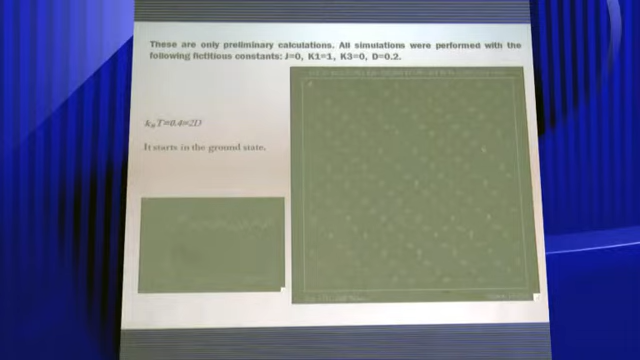 These are only preliminary calculations. All simulations were performed with the
following fictitious constants: J=0, K1=1, K3=0, D=0.2.
k_B T=0.4=2D
It starts in the ground state.